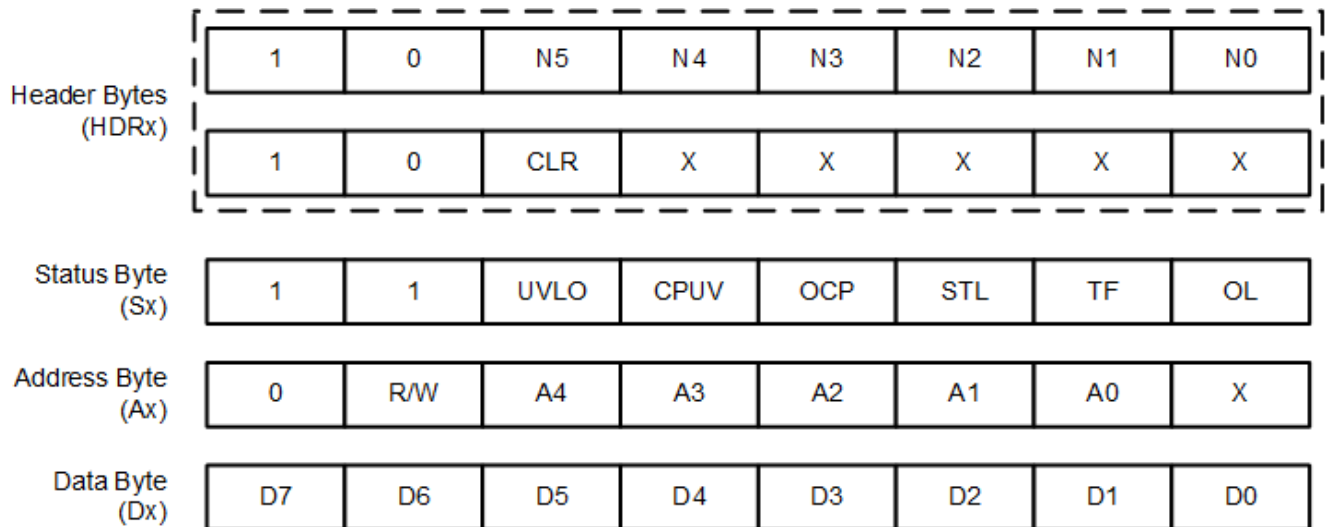 1 0 N5 N4 N3 N2 N1 N0
Header Bytes
(HDRx)
1 0 CLR X X X X X
Status Byte
(Sx)
1 1 UVLO CPUV OCP STL TF OL
Address Byte
(Ax)
0 R/W A4 A3 A2 A1 A0 X
Data Byte
(Dx)
D7 D6 D5 D4 D3 D2 D1 D0